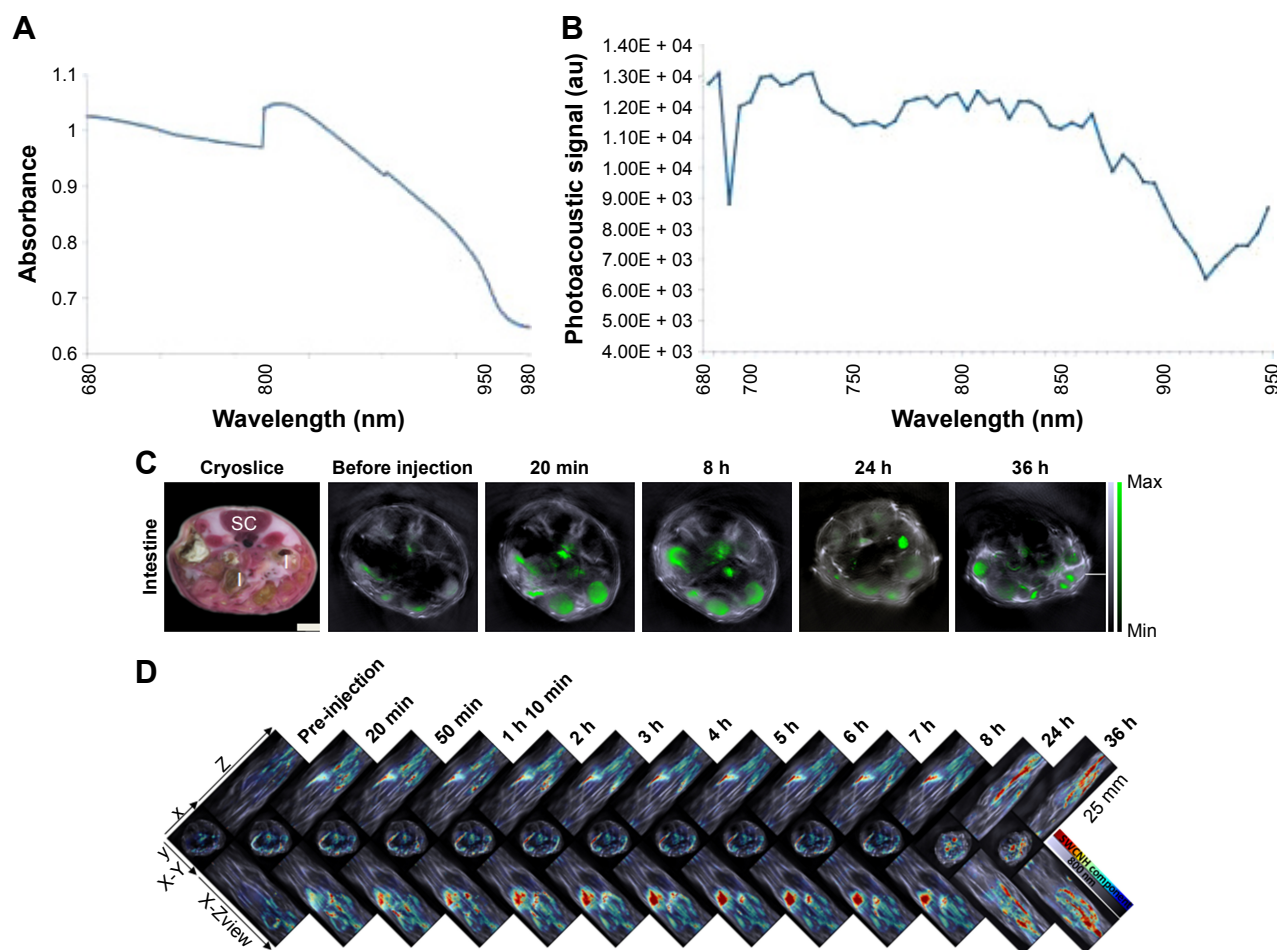 A
1.1
1
0.9
0.8
0.7
0.6
Absorbance
680
800
950
980
Wavelength (nm)
B
1.40E + 04
1.30E + 04
1.20E + 04
1.10E + 04
1.00E + 04
9.00E + 03
8.00E + 03
7.00E + 03
6.00E + 03
5.00E + 03
4.00E + 03
Photoacoustic signal (au)
680
700
750
800
850
900
950
Wavelength (nm)
C
Cryoslice
Before injection
20 min
8 h
24 h
36 h
Intestine
SC
I
I
Max
Min
D
Pre-injection
20 min
50 min
1 h 10 min
2 h
3 h
4 h
5 h
6 h
7 h
8 h
24 h
36 h
Z
x
y
X-Y
X-Zview
25 mm
SWCNH
800 nm